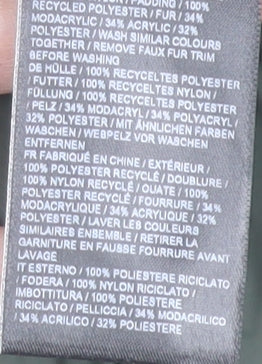 PADDING / 100%
RECYCLED POLYESTER / FUR / 34%
MODACRYLIC / 34% ACRYLIC / 32%
POLYESTER / WASH SIMILAR COLOURS
TOGETHER / REMOVE FAUX FUR TRIM
BEFORE WASHING
DE HÜLLE / 100% RECYCELTES POLYESTER
/ FUTTER / 100% RECYCELTES NYLON /
FÜLLUNG / 100% RECYCELTES POLYESTER
/ PELZ / 34% MODACRYL / 34% POLYACRYL /
32% POLYESTER / MIT ÄHNLICHEN FARBEN
WASCHEN / WEBPELZ VOR WASCHEN
ENTFERNEN
FR FABRIQUÉ EN CHINE / EXTÉRIEUR /
100% POLYESTER RECYCLÉ / DOUBLURE /
100% NYLON RECYCLÉ / OUATE / 100%
POLYESTER RECYCLÉ / FOURRURE / 34%
MODACRYLIQUE / 34% ACRYLIQUE / 32%
POLYESTER / LAVER LES COULEURS
SIMILAIRES ENSEMBLE / RETIRER LA
GARNITURE EN FAUSSE FOURRURE AVANT
LAVAGE
IT ESTERNO / 100% POLIESTERE RICICLATO
/ FODERA / 100% NYLON RICICLATO /
IMBOTTITURA / 100% POLIESTERE
RICICLATO / PELLICCIA / 34% MODACRILICO
/ 34% ACRILICO / 32% POLIESTERE